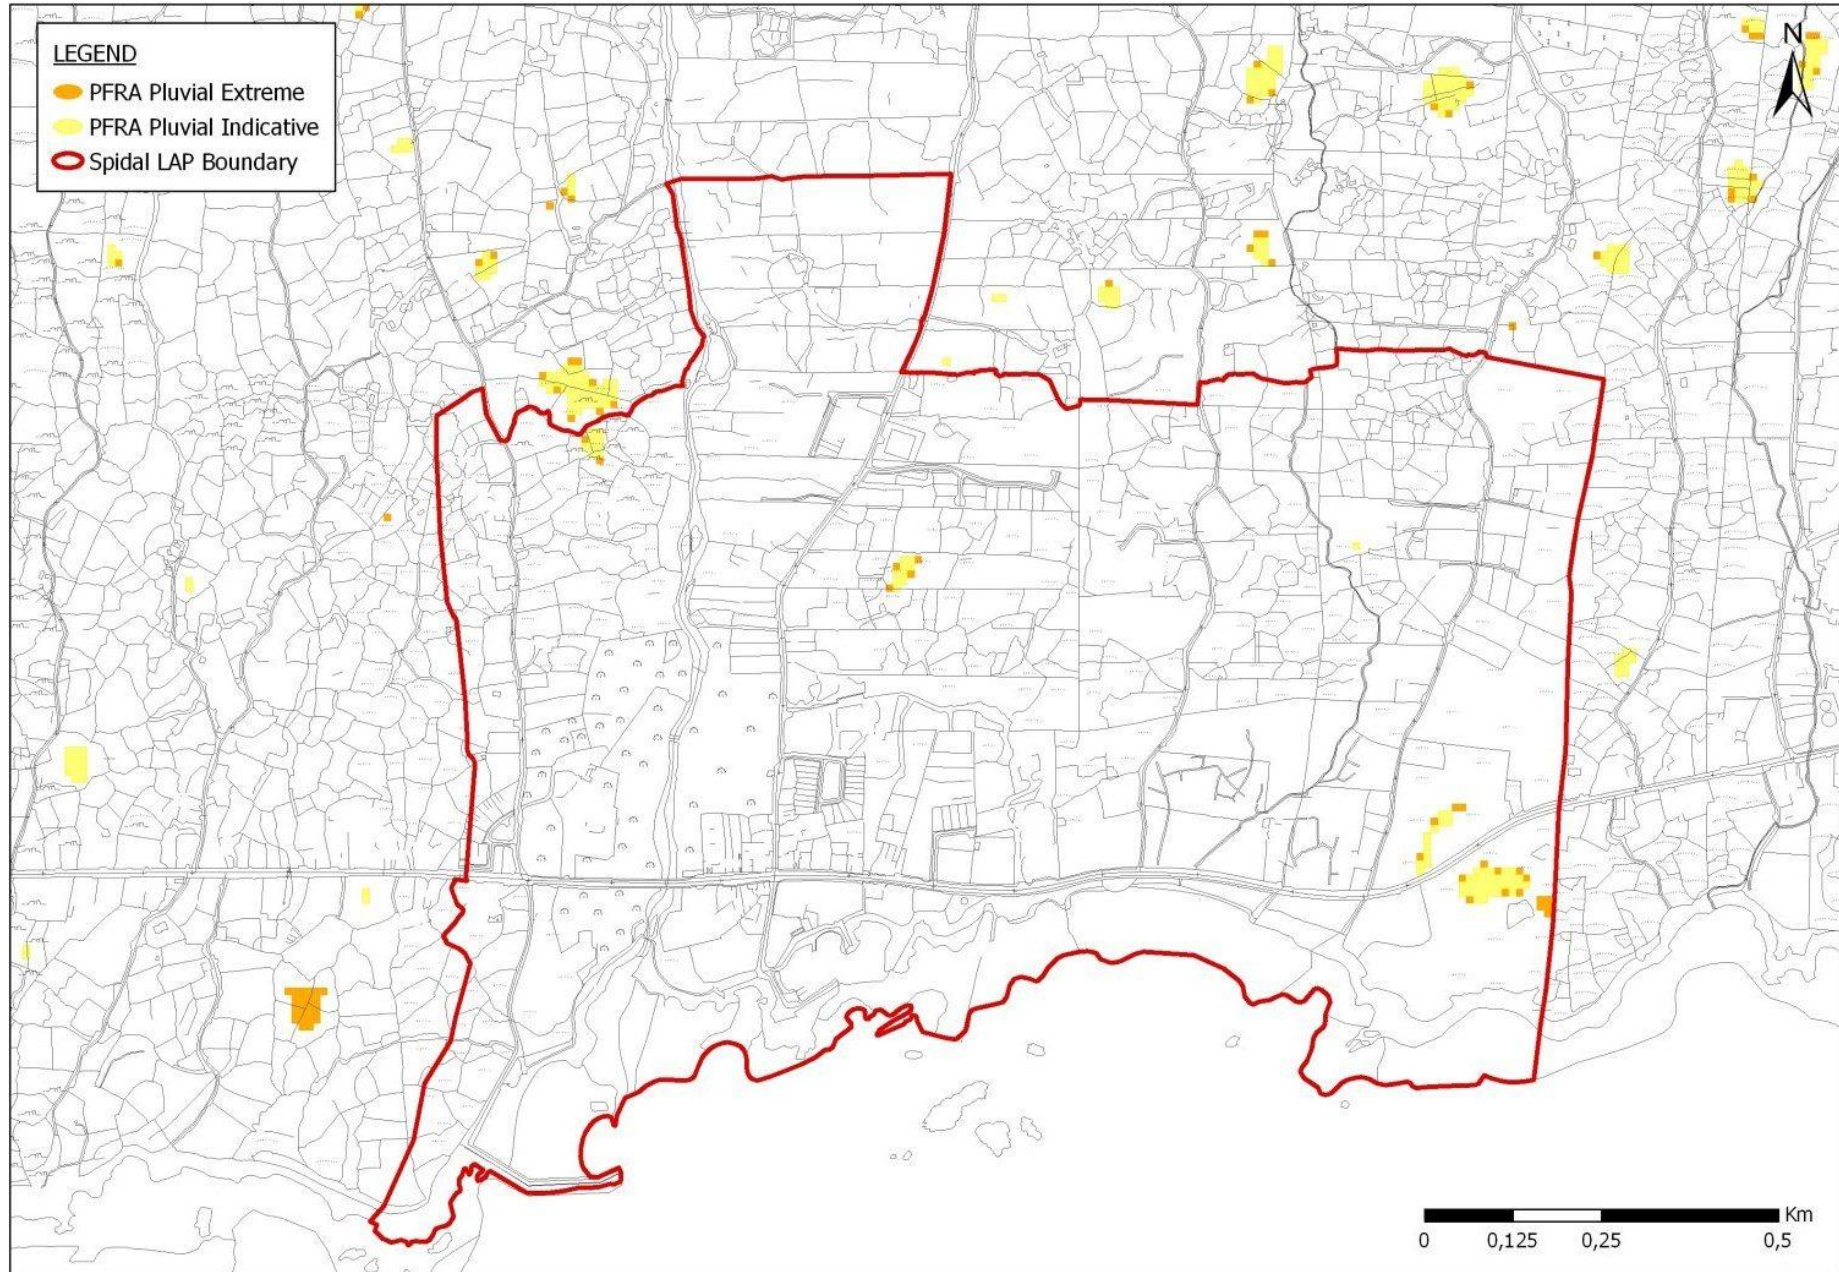 LEGEND
PFRA Pluvial Extreme
PFRA Pluvial Indicative
Spidal LAP Boundary
N
Km
0 0,125 0,25 0,5